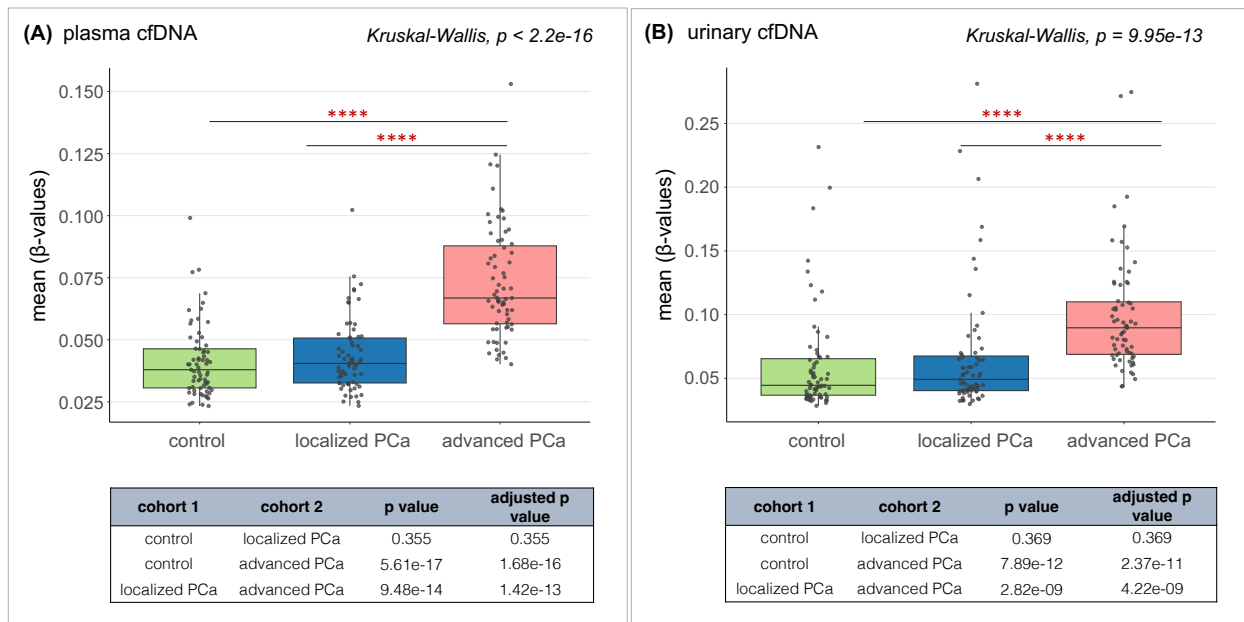 (A) plasma cfDNA
Kruskal-Wallis, p < 2.2e-16
mean (β-values)
0.150
0.125
0.100
0.075
0.050
0.025
****
****
control localized PCa advanced PCa
cohort 1 cohort 2 p value adjusted p value
control localized PCa 0.355 0.355
control advanced PCa 5.61e-17 1.68e-16
localized PCa advanced PCa 9.48e-14 1.42e-13
(B) urinary cfDNA
Kruskal-Wallis, p = 9.95e-13
mean (β-values)
0.25
0.20
0.15
0.10
0.05
****
****
control localized PCa advanced PCa
cohort 1 cohort 2 p value adjusted p value
control localized PCa 0.369 0.369
control advanced PCa 7.89e-12 2.37e-11
localized PCa advanced PCa 2.82e-09 4.22e-09